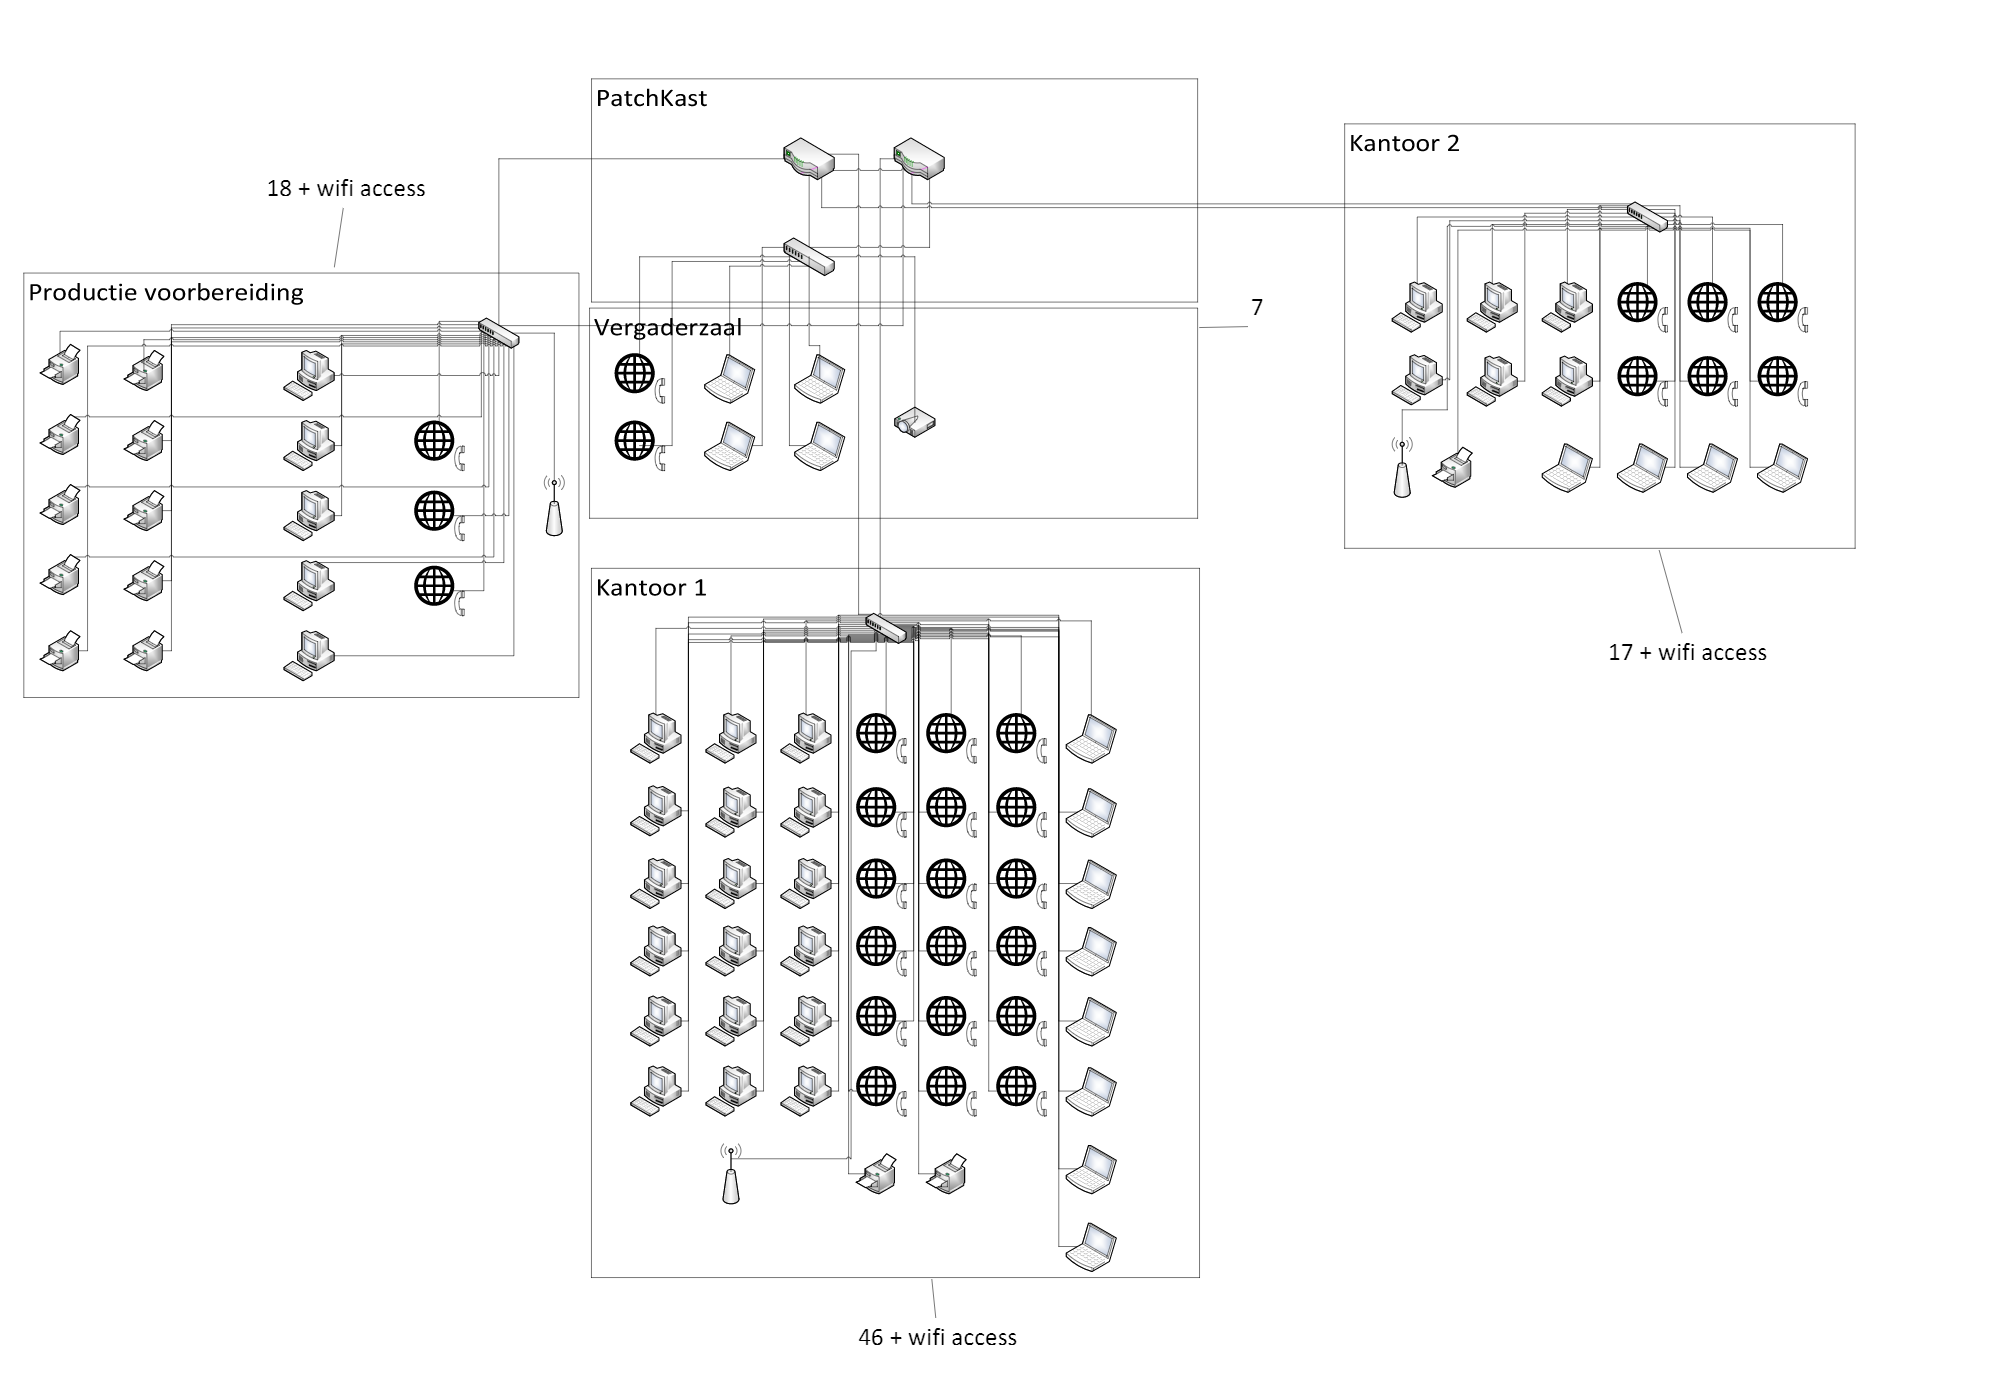 PatchKast
Kantoor 2
18 + wifi access
Productie voorbereiding
7
Vergaderzaal
Kantoor 1
17 + wifi access
46 + wifi access